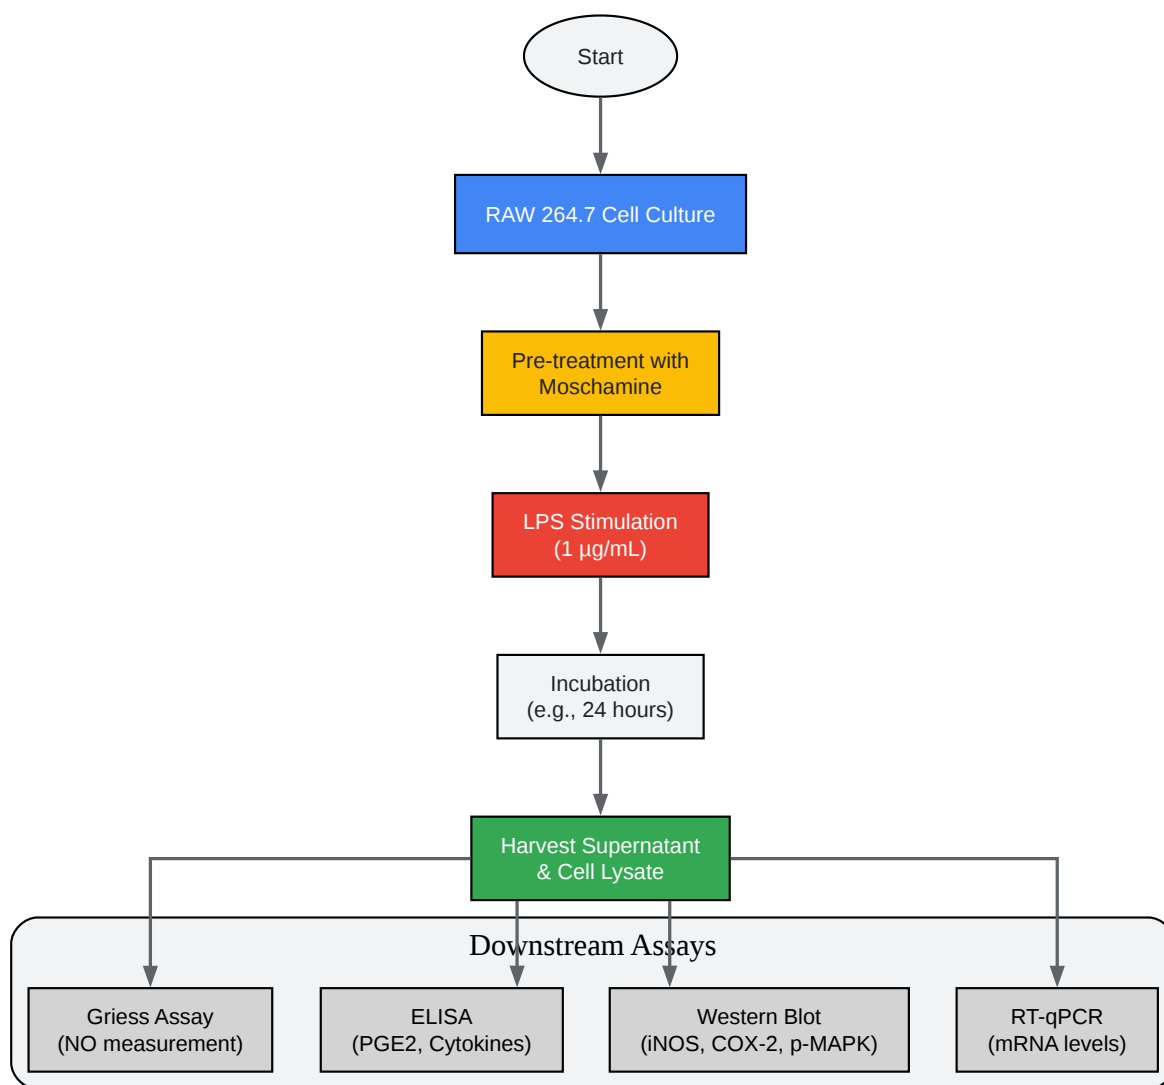 Start
RAW 264.7 Cell Culture
Pre-treatment with
Moschamine
LPS Stimulation
(1 µg/mL)
Incubation
(e.g., 24 hours)
Harvest Supernatant
& Cell Lysate
Downstream Assays
Griess Assay
(NO measurement)
ELISA
(PGE2, Cytokines)
Western Blot
(iNOS, COX-2, p-MAPK)
RT-qPCR
(mRNA levels)